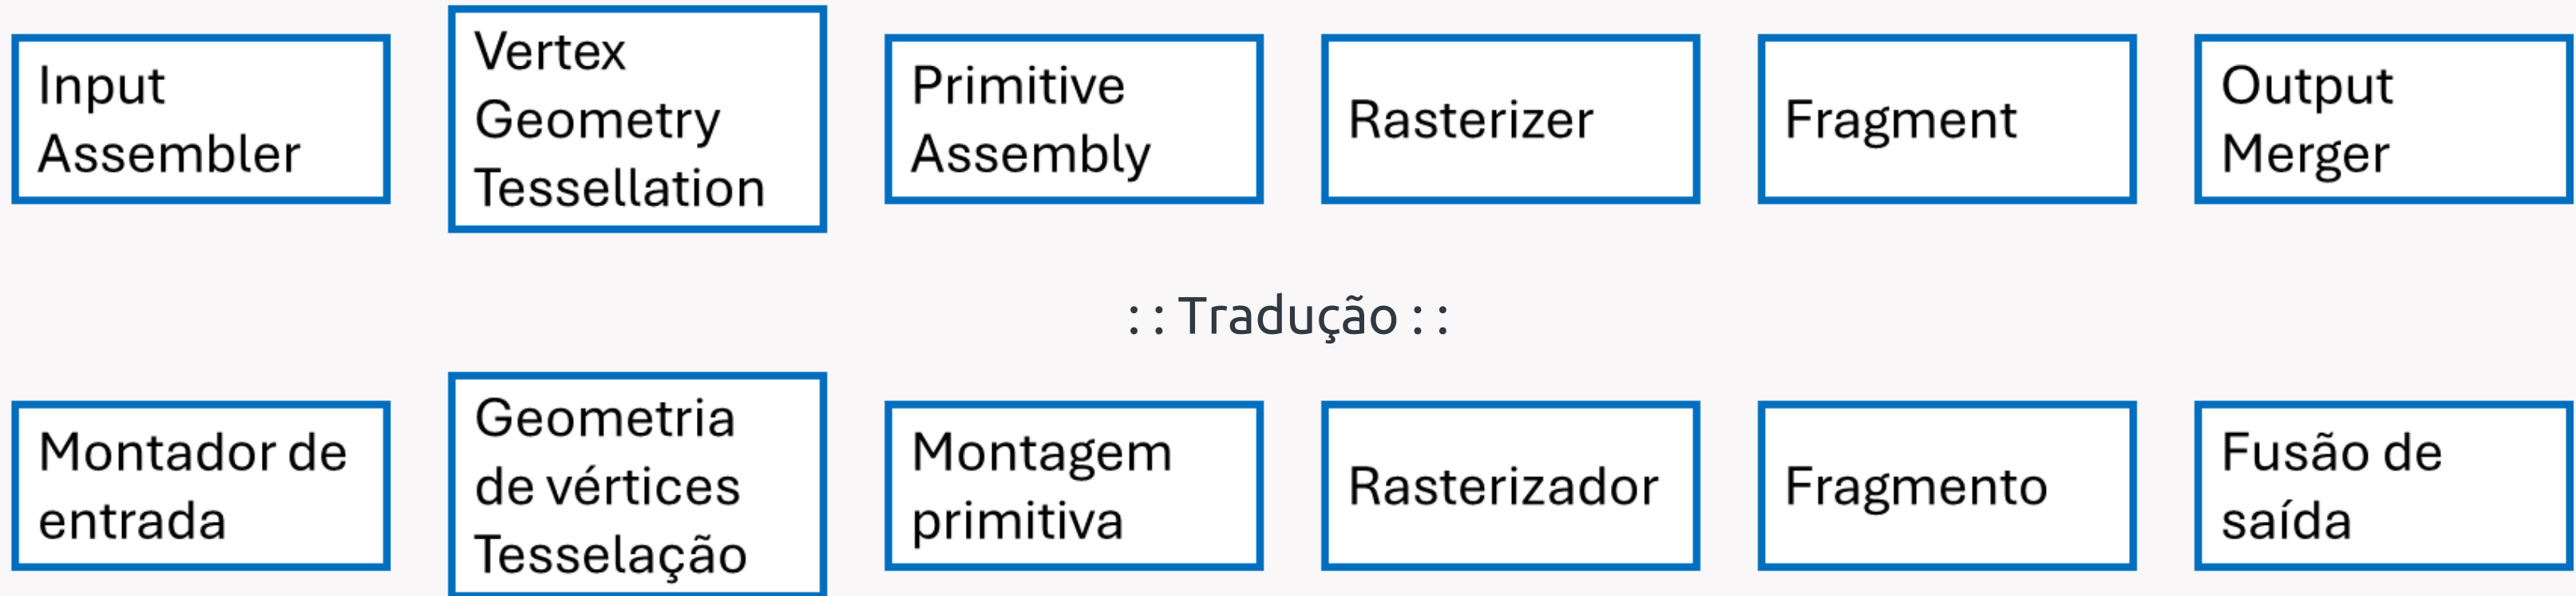 Input
Assembler
Vertex
Geometry
Tessellation
Primitive
Assembly
Rasterizer
Fragment
Output
Merger
: : Tradução : :
Montador de
entrada
Geometria
de vértices
Tesselação
Montagem
primitiva
Rasterizador
Fragmento
Fusão de
saída